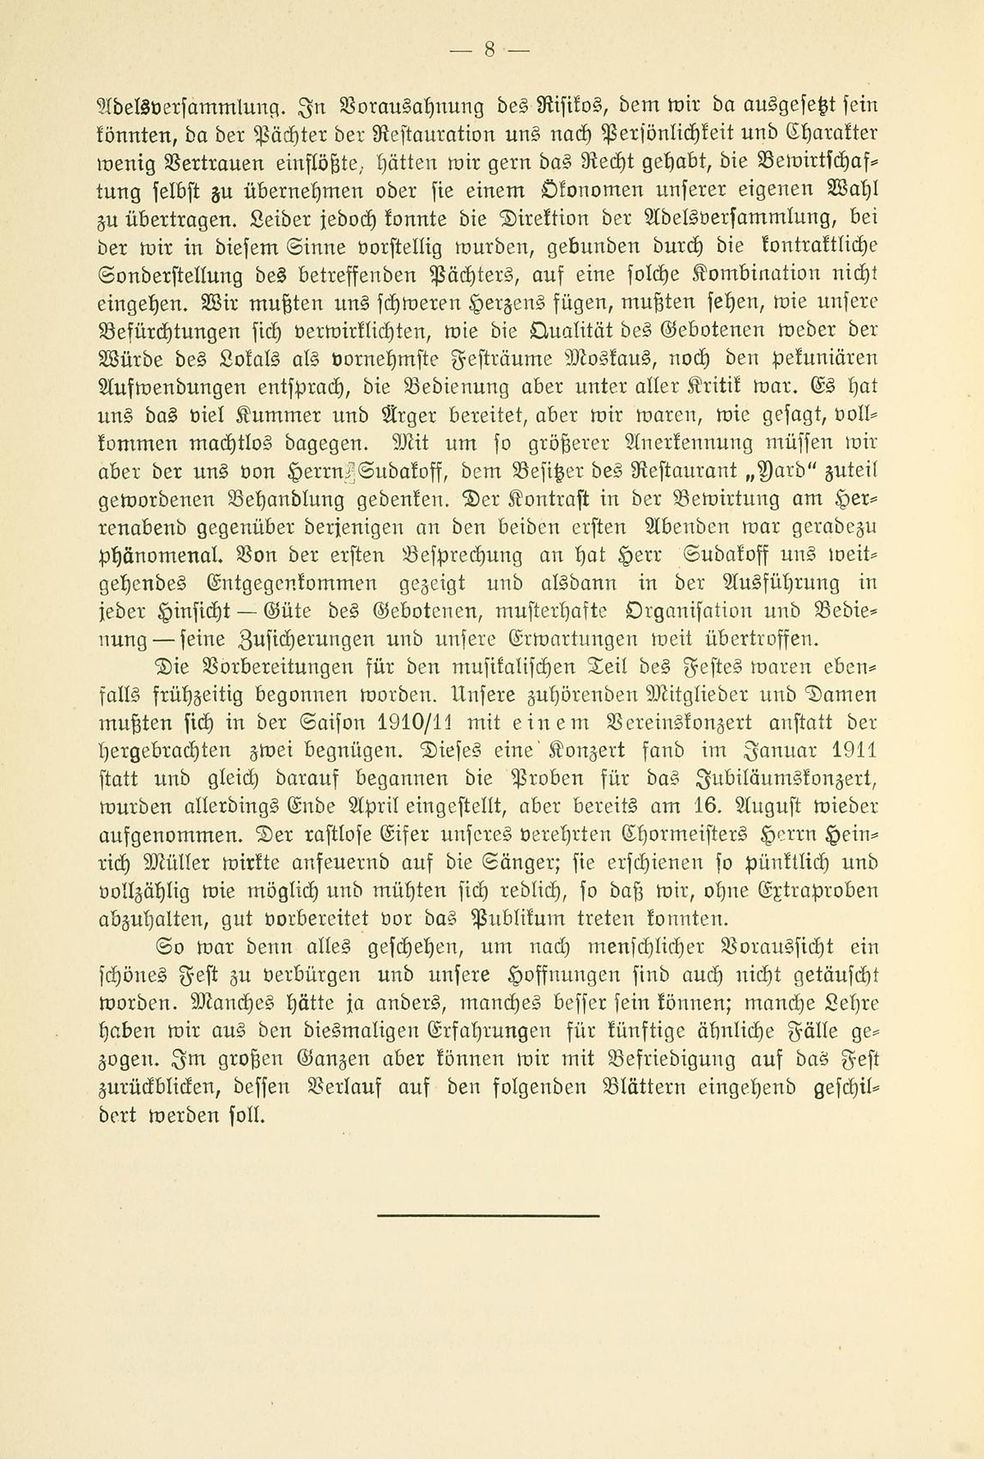 — 8 —
Adelsversammlung. In Vorausahnung des Risikos, dem wir da ausgesetzt sein
könnten, da der Pächter der Restauration uns nach Persönlichkeit und Charakter
wenig Vertrauen einflößte, hätten wir gern das Recht gehabt, die Bewirtschaf-
tung selbst zu übernehmen oder sie einem Ökonomen unserer eigenen Wahl
zu übertragen. Leider jedoch konnte die Direktion der Adelsversammlung, bei
der wir in diesem Sinne vorstellig wurden, gebunden durch die kontraktliche
Sonderstellung des betreffenden Pächters, auf eine solche Kombination nicht
eingehen. Wir mußten uns schweren Herzens fügen, mußten sehen, wie unsere
Befürchtungen sich verwirklichten, wie die Qualität des Gebotenen weder der
Würde des Lokals als vornehmste Festräume Moskaus, noch den pekuniären
Aufwendungen entsprach, die Bedienung aber unter aller Kritik war. Es hat
uns das viel Kummer und Ärger bereitet, aber wir waren, wie gesagt, voll-
kommen machtlos dagegen. Mit um so größerer Anerkennung müssen wir
aber der uns von Herrn Subakoff, dem Besitzer des Restaurant „Yard“ zuteil
gewordenen Behandlung gedenken. Der Kontrast in der Bewirtung am Her-
renabend gegenüber derjenigen an den beiden ersten Abenden war geradezu
phänomenal. Von der ersten Besprechung an hat Herr Subakoff uns weit-
gehendes Entgegenkommen gezeigt und alsdann in der Ausführung in
jeder Hinsicht — Güte des Gebotenen, musterhafte Organisation und Bedie-
nung — seine Zusicherungen und unsere Erwartungen weit übertroffen.
Die Vorbereitungen für den musikalischen Teil des Festes waren eben-
falls frühzeitig begonnen worden. Unsere zuhörenden Mitglieder und Damen
mußten sich in der Saison 1910/11 mit einem Vereinskonzert anstatt der
hergebrachten zwei begnügen. Dieses eine Konzert fand im Januar 1911
statt und gleich darauf begannen die Proben für das Jubiläumskonzert,
wurden allerdings Ende April eingestellt, aber bereits am 16. August wieder
aufgenommen. Der rastlose Eifer unseres verehrten Chormeisters Herrn Hein-
rich Müller wirkte anfeuernd auf die Sänger; sie erschienen so pünktlich und
vollzählig wie möglich und mühten sich redlich, so daß wir, ohne Extraproben
abzuhalten, gut vorbereitet vor das Publikum treten konnten.
So war denn alles geschehen, um nach menschlicher Voraussicht ein
schönes Fest zu verbürgen und unsere Hoffnungen sind auch nicht getäuscht
worden. Manches hätte ja anders, manches besser sein können; manche Lehre
haben wir aus den diesmaligen Erfahrungen für künftige ähnliche Fälle ge-
zogen. Im großen Ganzen aber können wir mit Befriedigung auf das Fest
zurückblicken, dessen Verlauf auf den folgenden Blättern eingehend geschil-
dert werden soll.